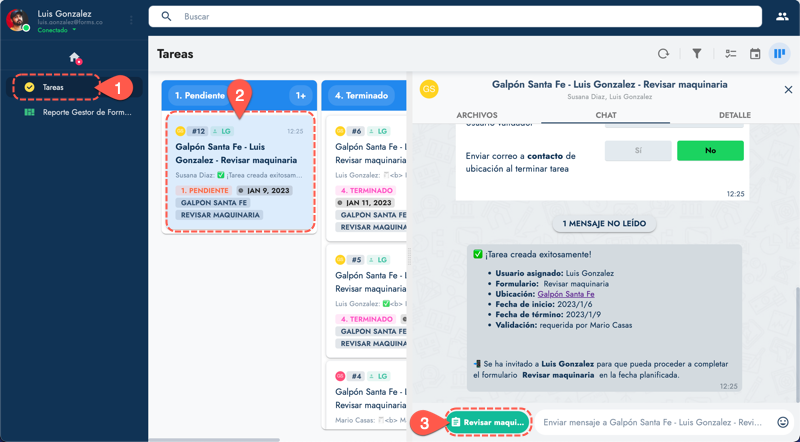 Luis Gonzalez
luis.gonzalez@forms.co
Conectado
Tareas
1
Reporte Gestor de Form...
Buscar
Tareas
1. Pendiente
1+
2
#12
LG
12:25
Galpón Santa Fe - Luis
Gonzalez - Revisar maquinaria
Susana Diaz: ✅ ¡Tarea creada exitosam...
1. PENDIENTE
JAN 9, 2023
GALPON SANTA FE
REVISAR MAQUINARIA
4. Terminado
#6
LG
Galpón Santa Fe - L
Gonzalez - Revisar
Luis Gonzalez:
<b>
4. TERMINADO
JAN 11, 2023
GALPON SANTA FE
REVISAR MAQUINARIA
#5
LG
Galpón Santa Fe - L
Gonzalez - Revisar
Luis Gonzalez: ✅<b>
4. TERMINADO
GALPON SANTA FE
REVISAR MAQUINARIA
GS
#4
LG
Galpón Santa Fe - L
Gonzalez - Revisar
Mario Casas:
<b> F
GS
Galpón Santa Fe - Luis Gonzalez - Revisar maquinaria
Susana Diaz, Luis Gonzalez
ARCHIVOS
CHAT
DETALLE
Usuario validador
Enviar correo a contacto de
ubicación al terminar tarea
Sí
No
12:25
1 MENSAJE NO LEÍDO
✅ ¡Tarea creada exitosamente!
• Usuario asignado: Luis Gonzalez
• Formulario: Revisar maquinaria
• Ubicación: Galpón Santa Fe
• Fecha de inicio: 2023/1/6
• Fecha de término: 2023/1/9
• Validación: requerida por Mario Casas
📲 Se ha invitado a Luis Gonzalez para que pueda proceder a completar
el formulario Revisar maquinaria en la fecha planificada.
12:25
3
Revisar maqui...
Enviar mensaje a Galpón Santa Fe - Luis Gonzalez - Revi...